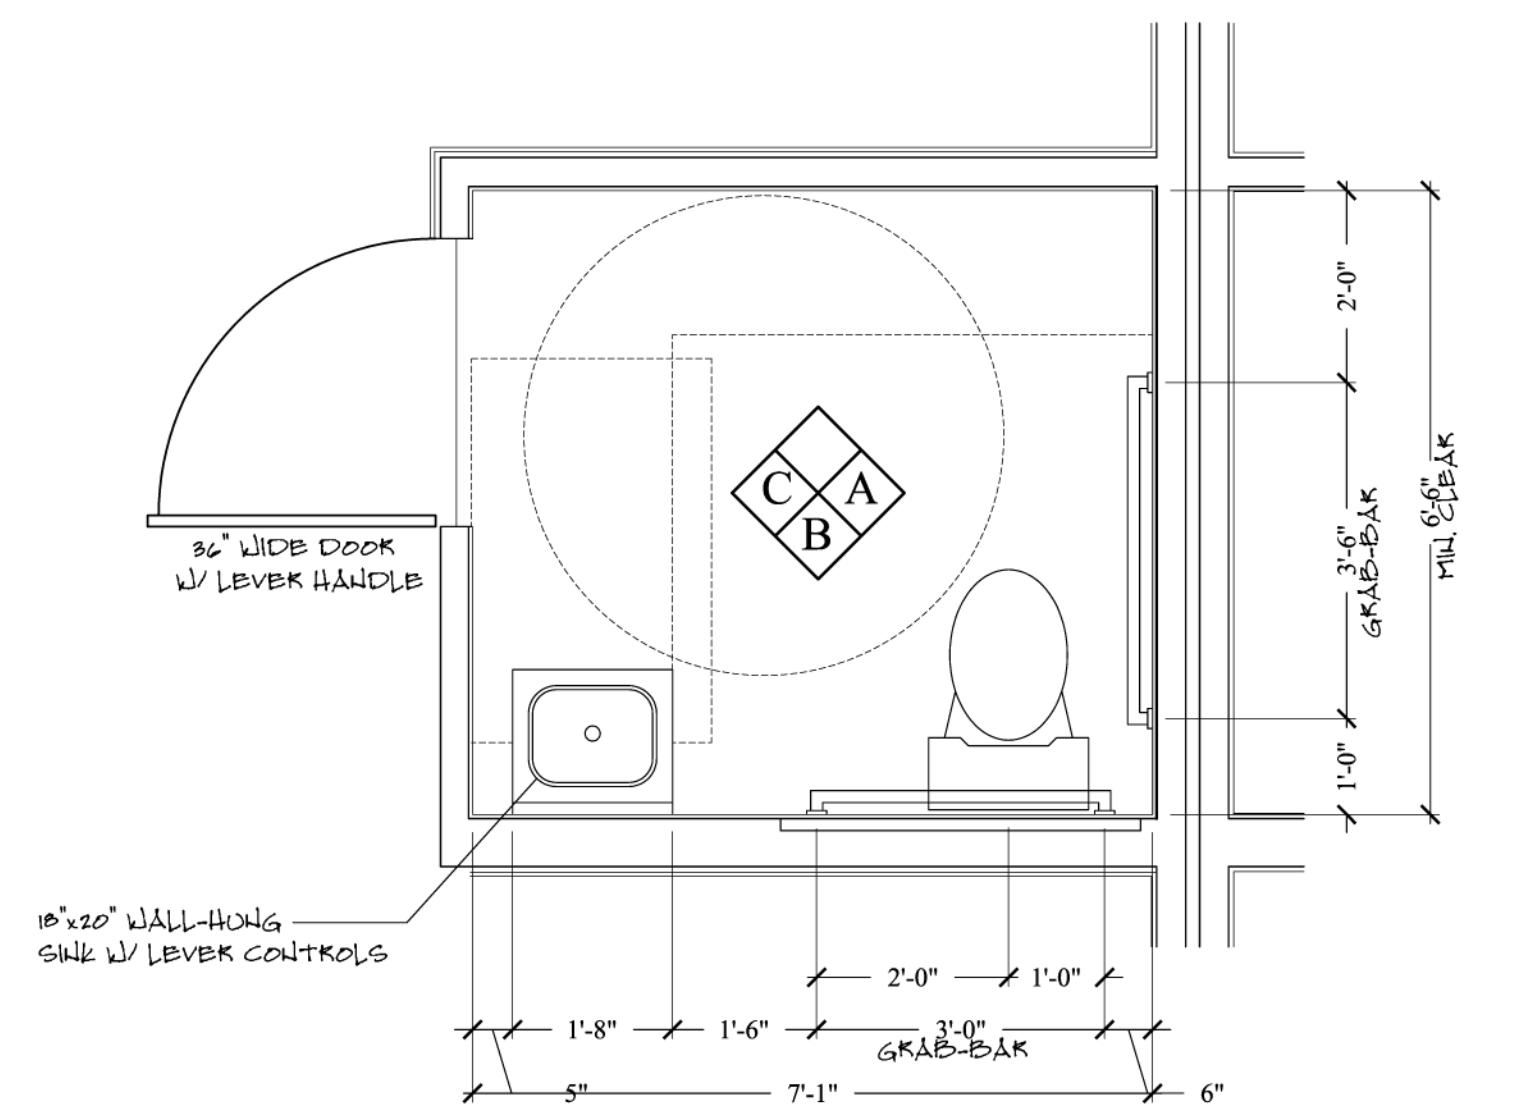 2'-0"
C A
B
3'-6"
GRAB-BAR
6'-6"
MIN. CLEAR
36" WIDE DOOR
W/ LEVER HANDLE
1'-0"
18"x20" WALL-HUNG
SINK W/ LEVER CONTROLS
2'-0" 1'-0"
1'-8" 1'-6" 3'-0"
GRAB-BAR
5" 7'-1" 6"